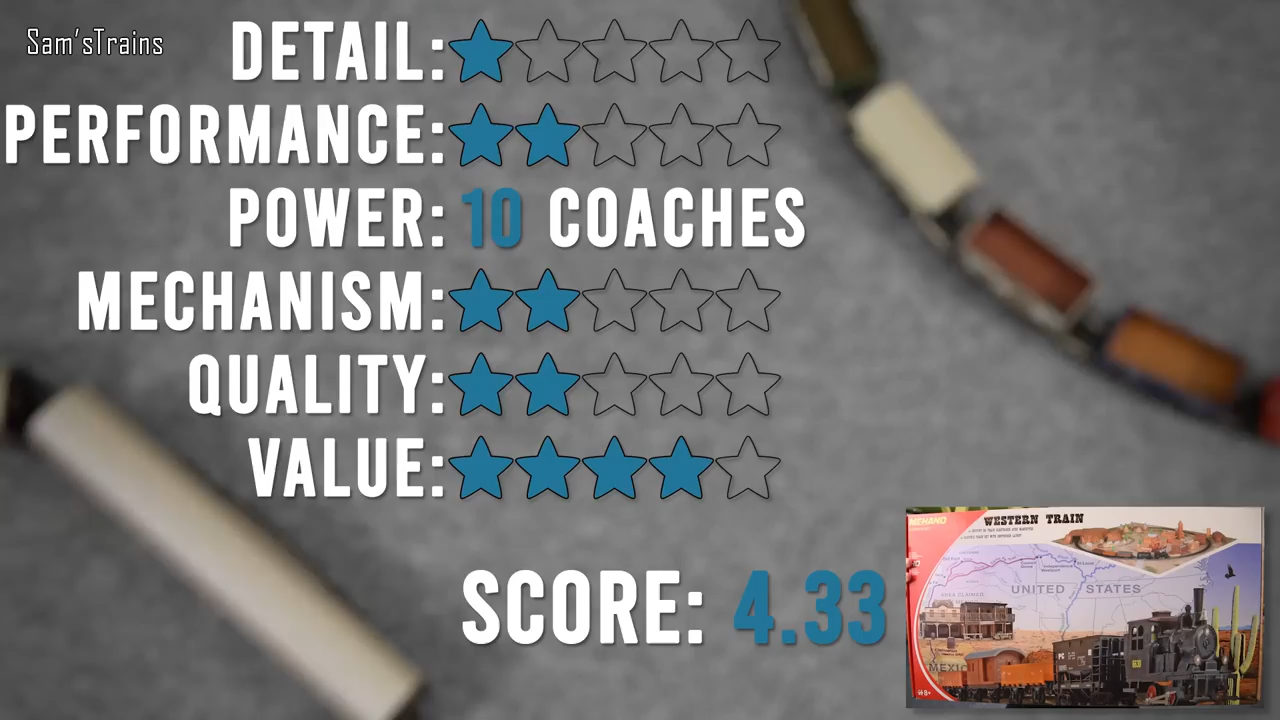 Sam'sTrains
DETAIL:
PERFORMANCE:
POWER: 10 COACHES
MECHANISM:
QUALITY:
VALUE:
SCORE: 4.33
MEHANO
WESTERN TRAIN
UNITED STATES
MEXICO
8+